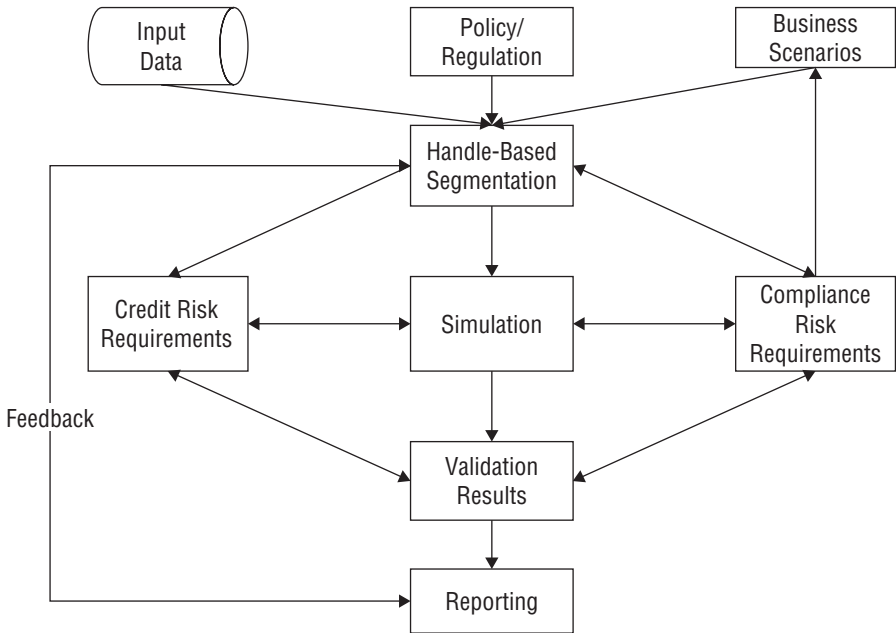 Input
Data
Policy/
Regulation
Business
Scenarios
Handle-Based
Segmentation
Credit Risk
Requirements
Simulation
Compliance
Risk
Requirements
Feedback
Validation
Results
Reporting